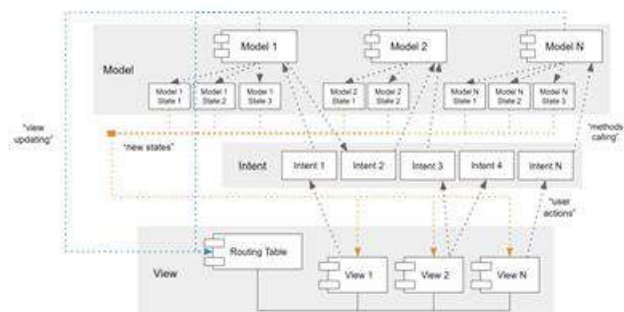 Model 1
Model 2
Model N
Model
Model 1
State 1
Model 1
State 2
Model 1
State 3
Model 2
State 1
Model 2
State 2
Model N
State 1
Model N
State 2
Model N
State 3
"view
updating"
"new states"
"methods
calling"
Intent
Intent 1
Intent 2
Intent 3
Intent 4
Intent N
"user
actions"
Routing Table
View
View 1
View 2
View N